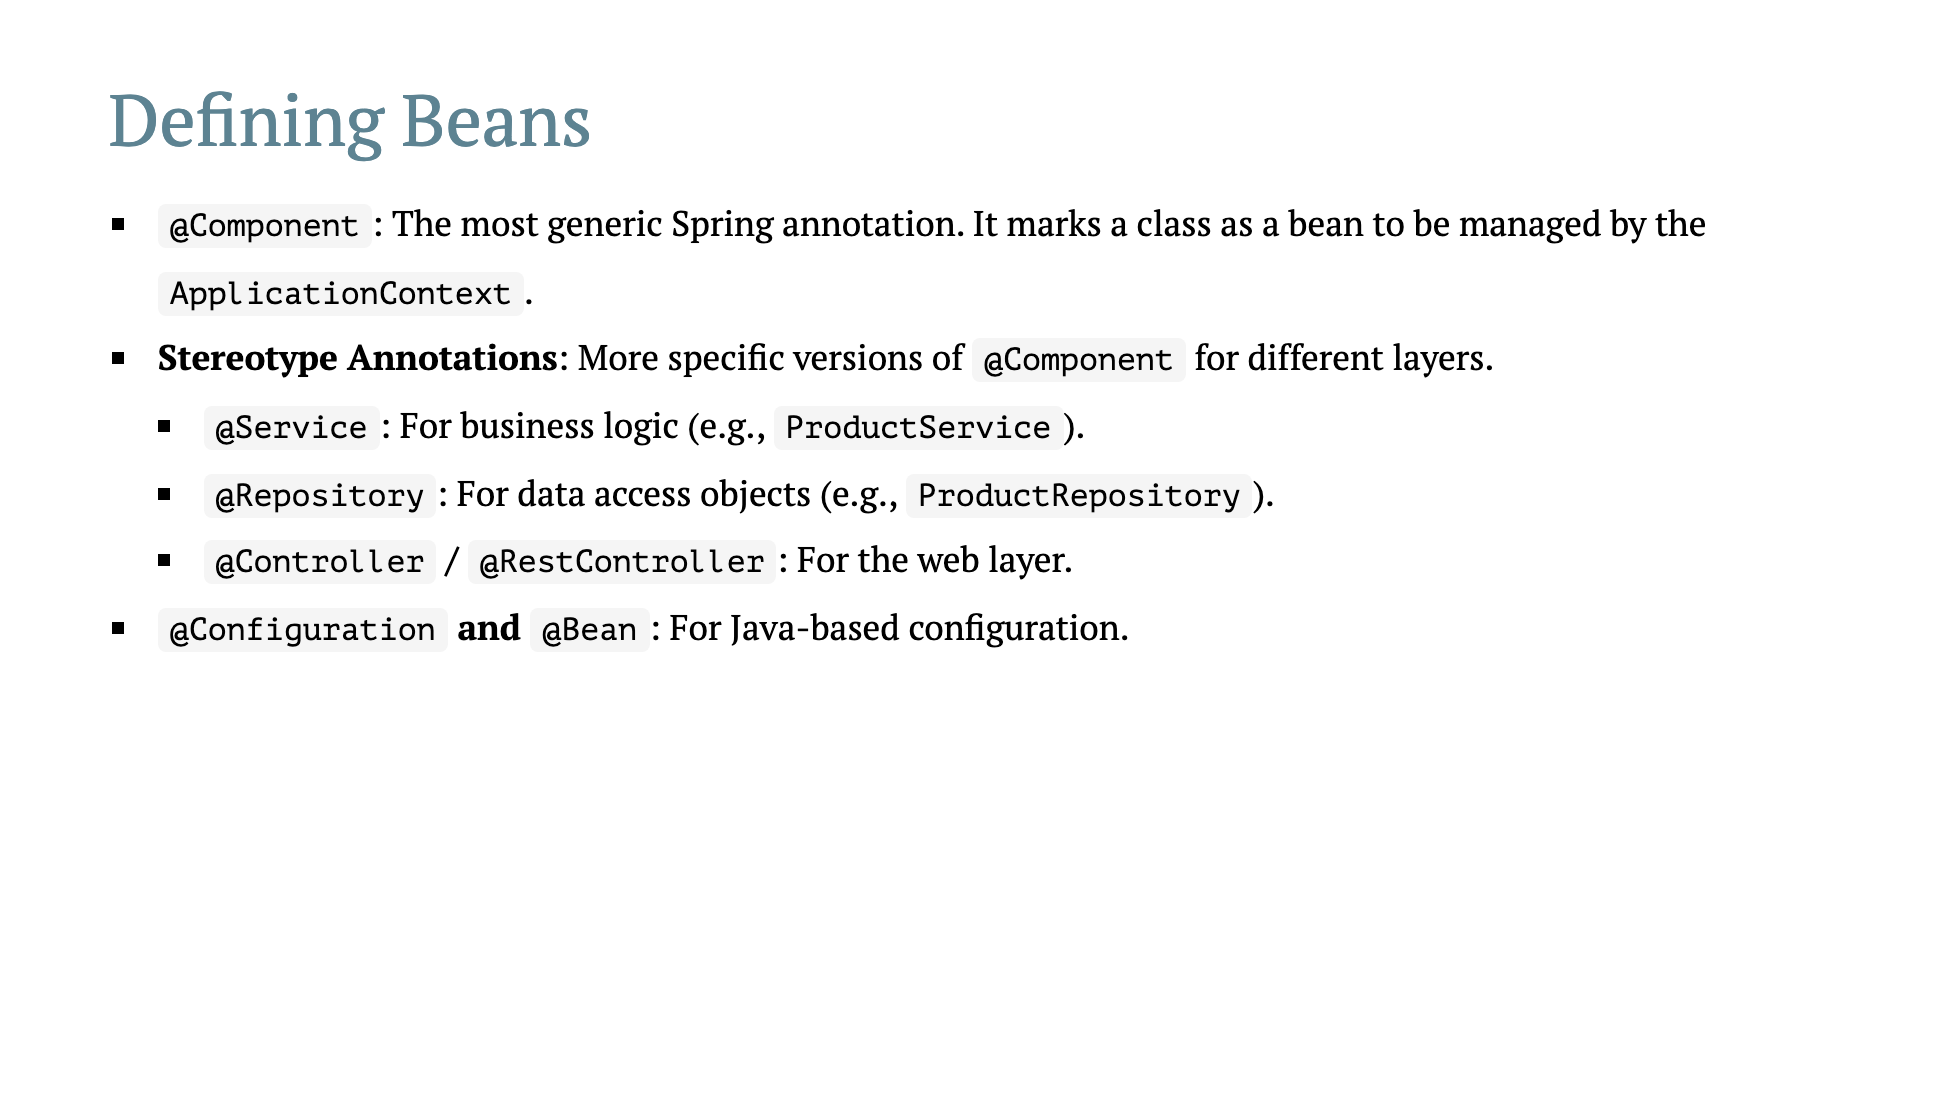 Defining Beans
@Component : The most generic Spring annotation. It marks a class as a bean to be managed by the
ApplicationContext .
Stereotype Annotations: More specific versions of @Component for different layers.
@Service : For business logic (e.g., ProductService ).
@Repository : For data access objects (e.g., ProductRepository ).
@Controller / @RestController : For the web layer.
@Configuration and @Bean : For Java-based configuration.